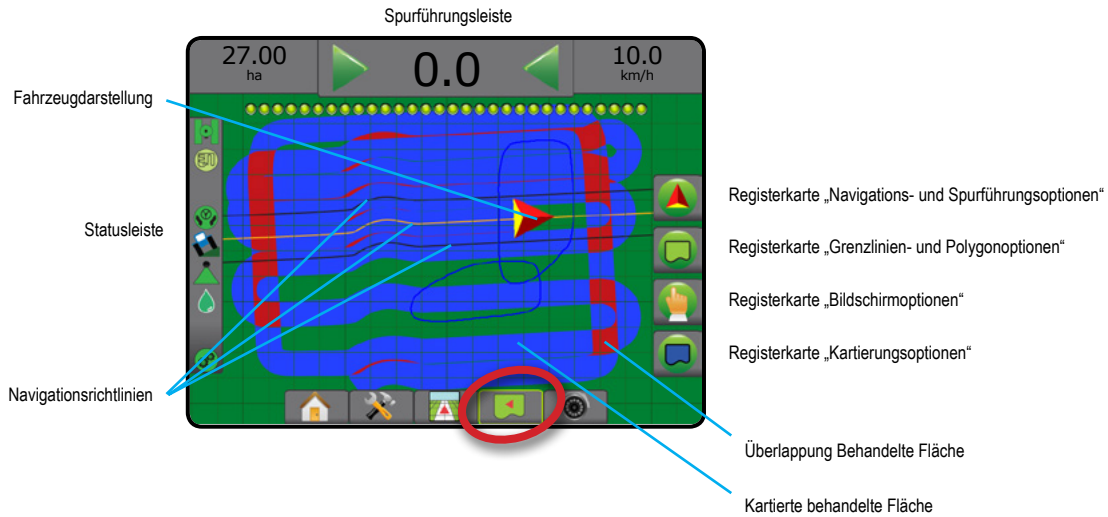 Spurführungsleiste
27.00
ha
0.0
10.0
km/h
Fahrzeugdarstellung
Statusleiste
Navigationsrichtlinien
Registerkarte „Navigations- und Spurführungsoptionen“
Registerkarte „Grenzlinien- und Polygonoptionen“
Registerkarte „Bildschirmoptionen“
Registerkarte „Kartierungsoptionen“
Überlappung Behandelte Fläche
Kartierte behandelte Fläche